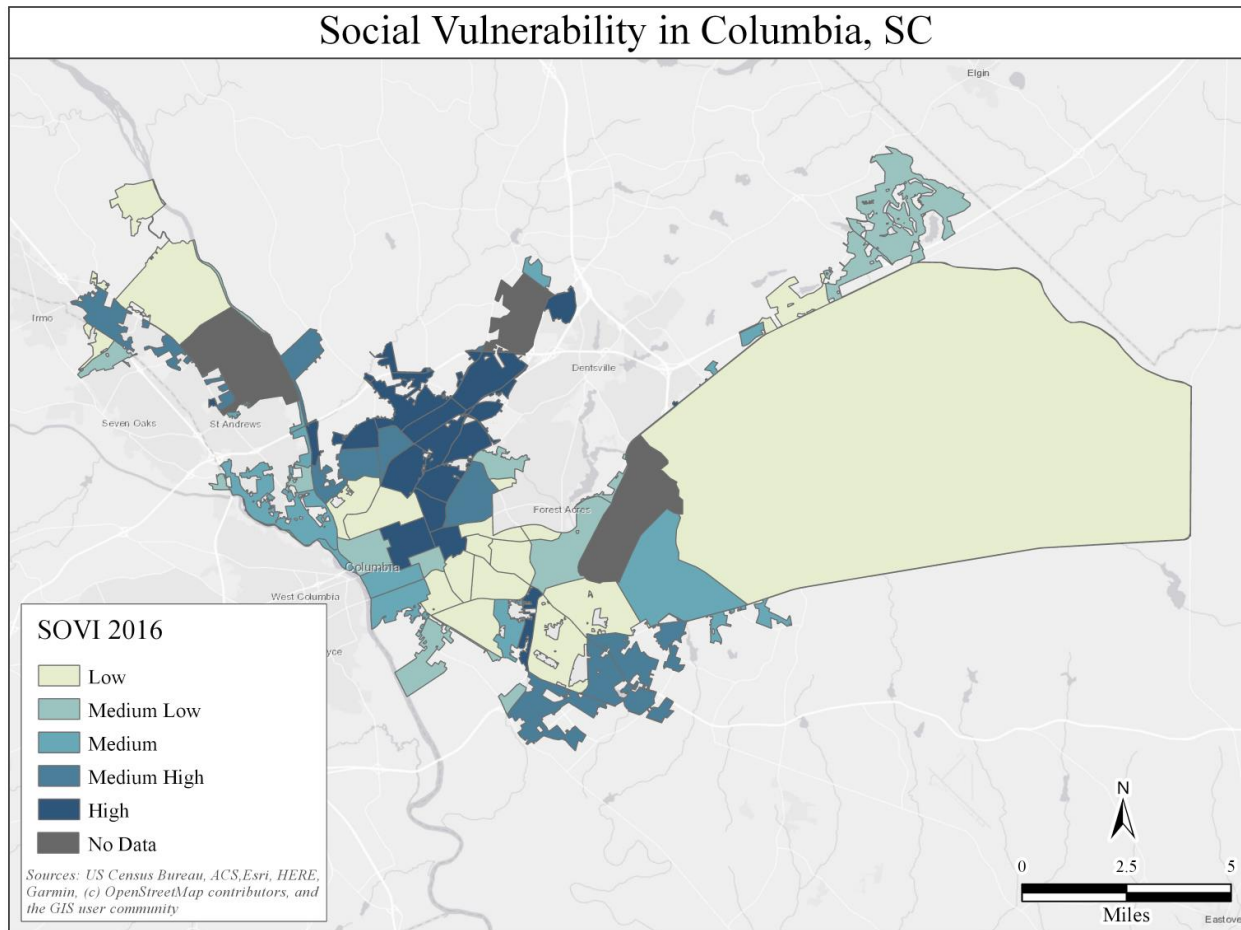 Social Vulnerability in Columbia, SC
Elgin
Irmo
Dentsville
Seven Oaks
St Andrews
Forest Acres
Columbia
West Columbia
yce
SOVI 2016
Low
Medium Low
Medium
Medium High
High
No Data
Sources: US Census Bureau, ACS,Esri, HERE,
Garmin, (c) OpenStreetMap contributors, and
the GIS user community
N
0 2.5 5
Miles
Eastove